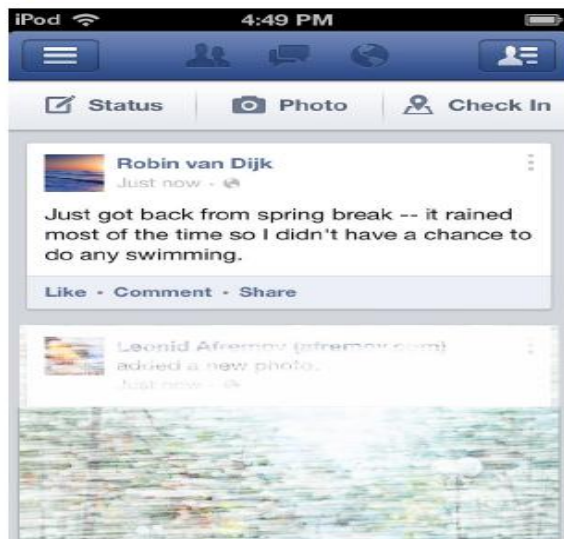 iPod 4:49 PM
Status Photo Check In
Robin van Dijk
Just now
Just got back from spring break -- it rained
most of the time so I didn't have a chance to
do any swimming.
Like · Comment · Share
Leonid Afremov (afremov.com)
added a new photo.
Just now